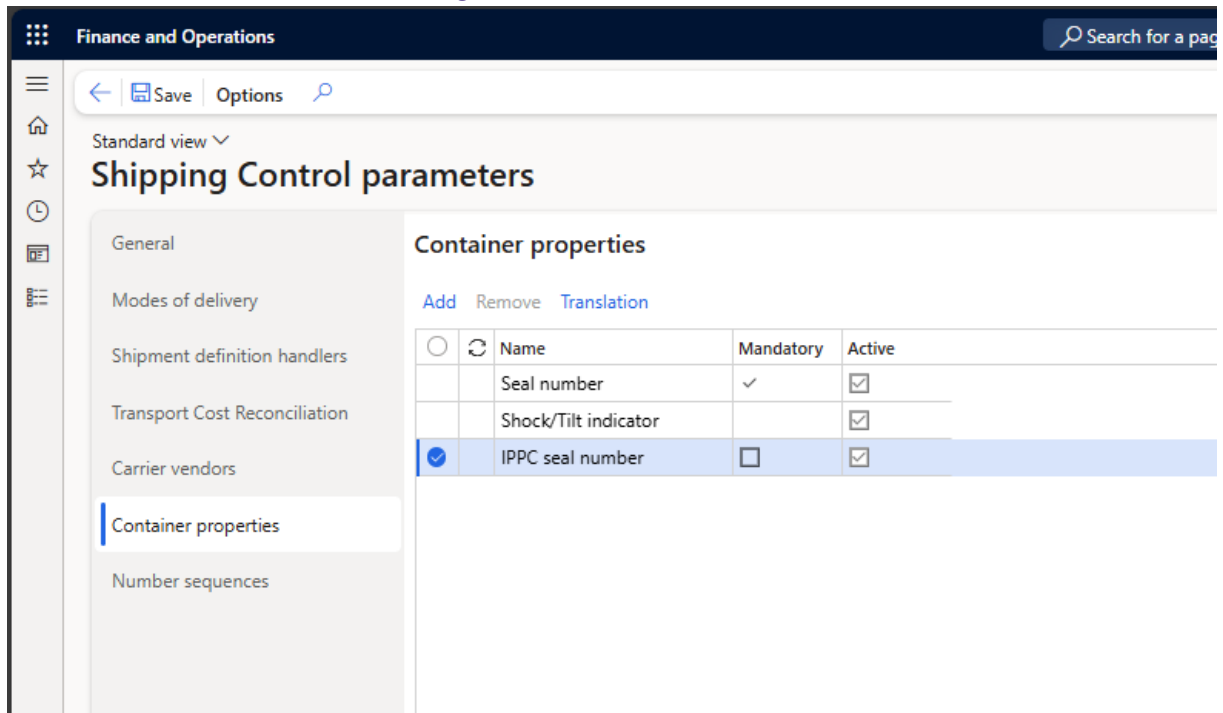 Finance and Operations
Search for a pag
Save Options
Standard view
Shipping Control parameters
General
Modes of delivery
Shipment definition handlers
Transport Cost Reconciliation
Carrier vendors
Container properties
Number sequences
Container properties
Add Remove Translation
Name Mandatory Active
Seal number
Shock/Tilt indicator
IPPC seal number